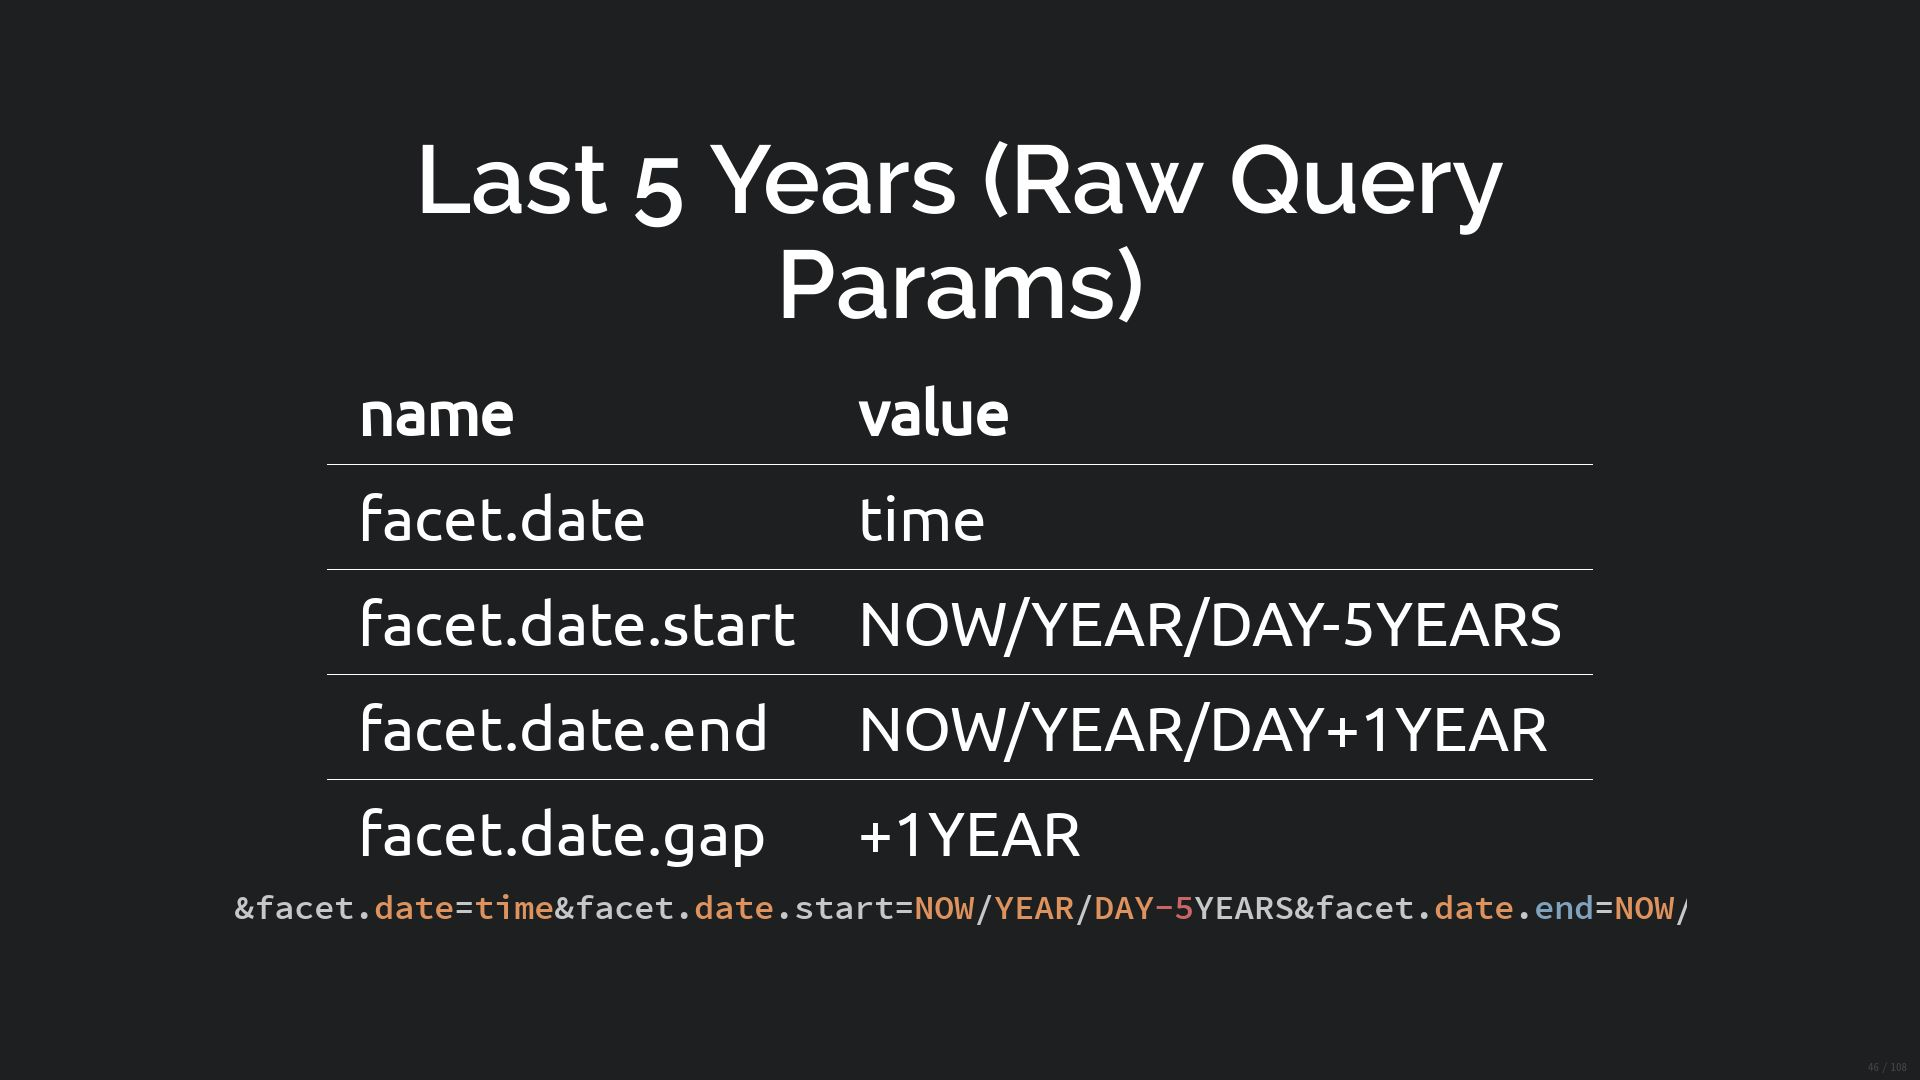 Last 5 Years (Raw Query
Params)
name value
facet.date time
facet.date.start NOW/YEAR/DAY-5YEARS
facet.date.end NOW/YEAR/DAY+1YEAR
facet.date.gap +1YEAR
&facet.date=time&facet.date.start=NOW/YEAR/DAY-5YEARS&facet.date.end=NOW/
46 / 108